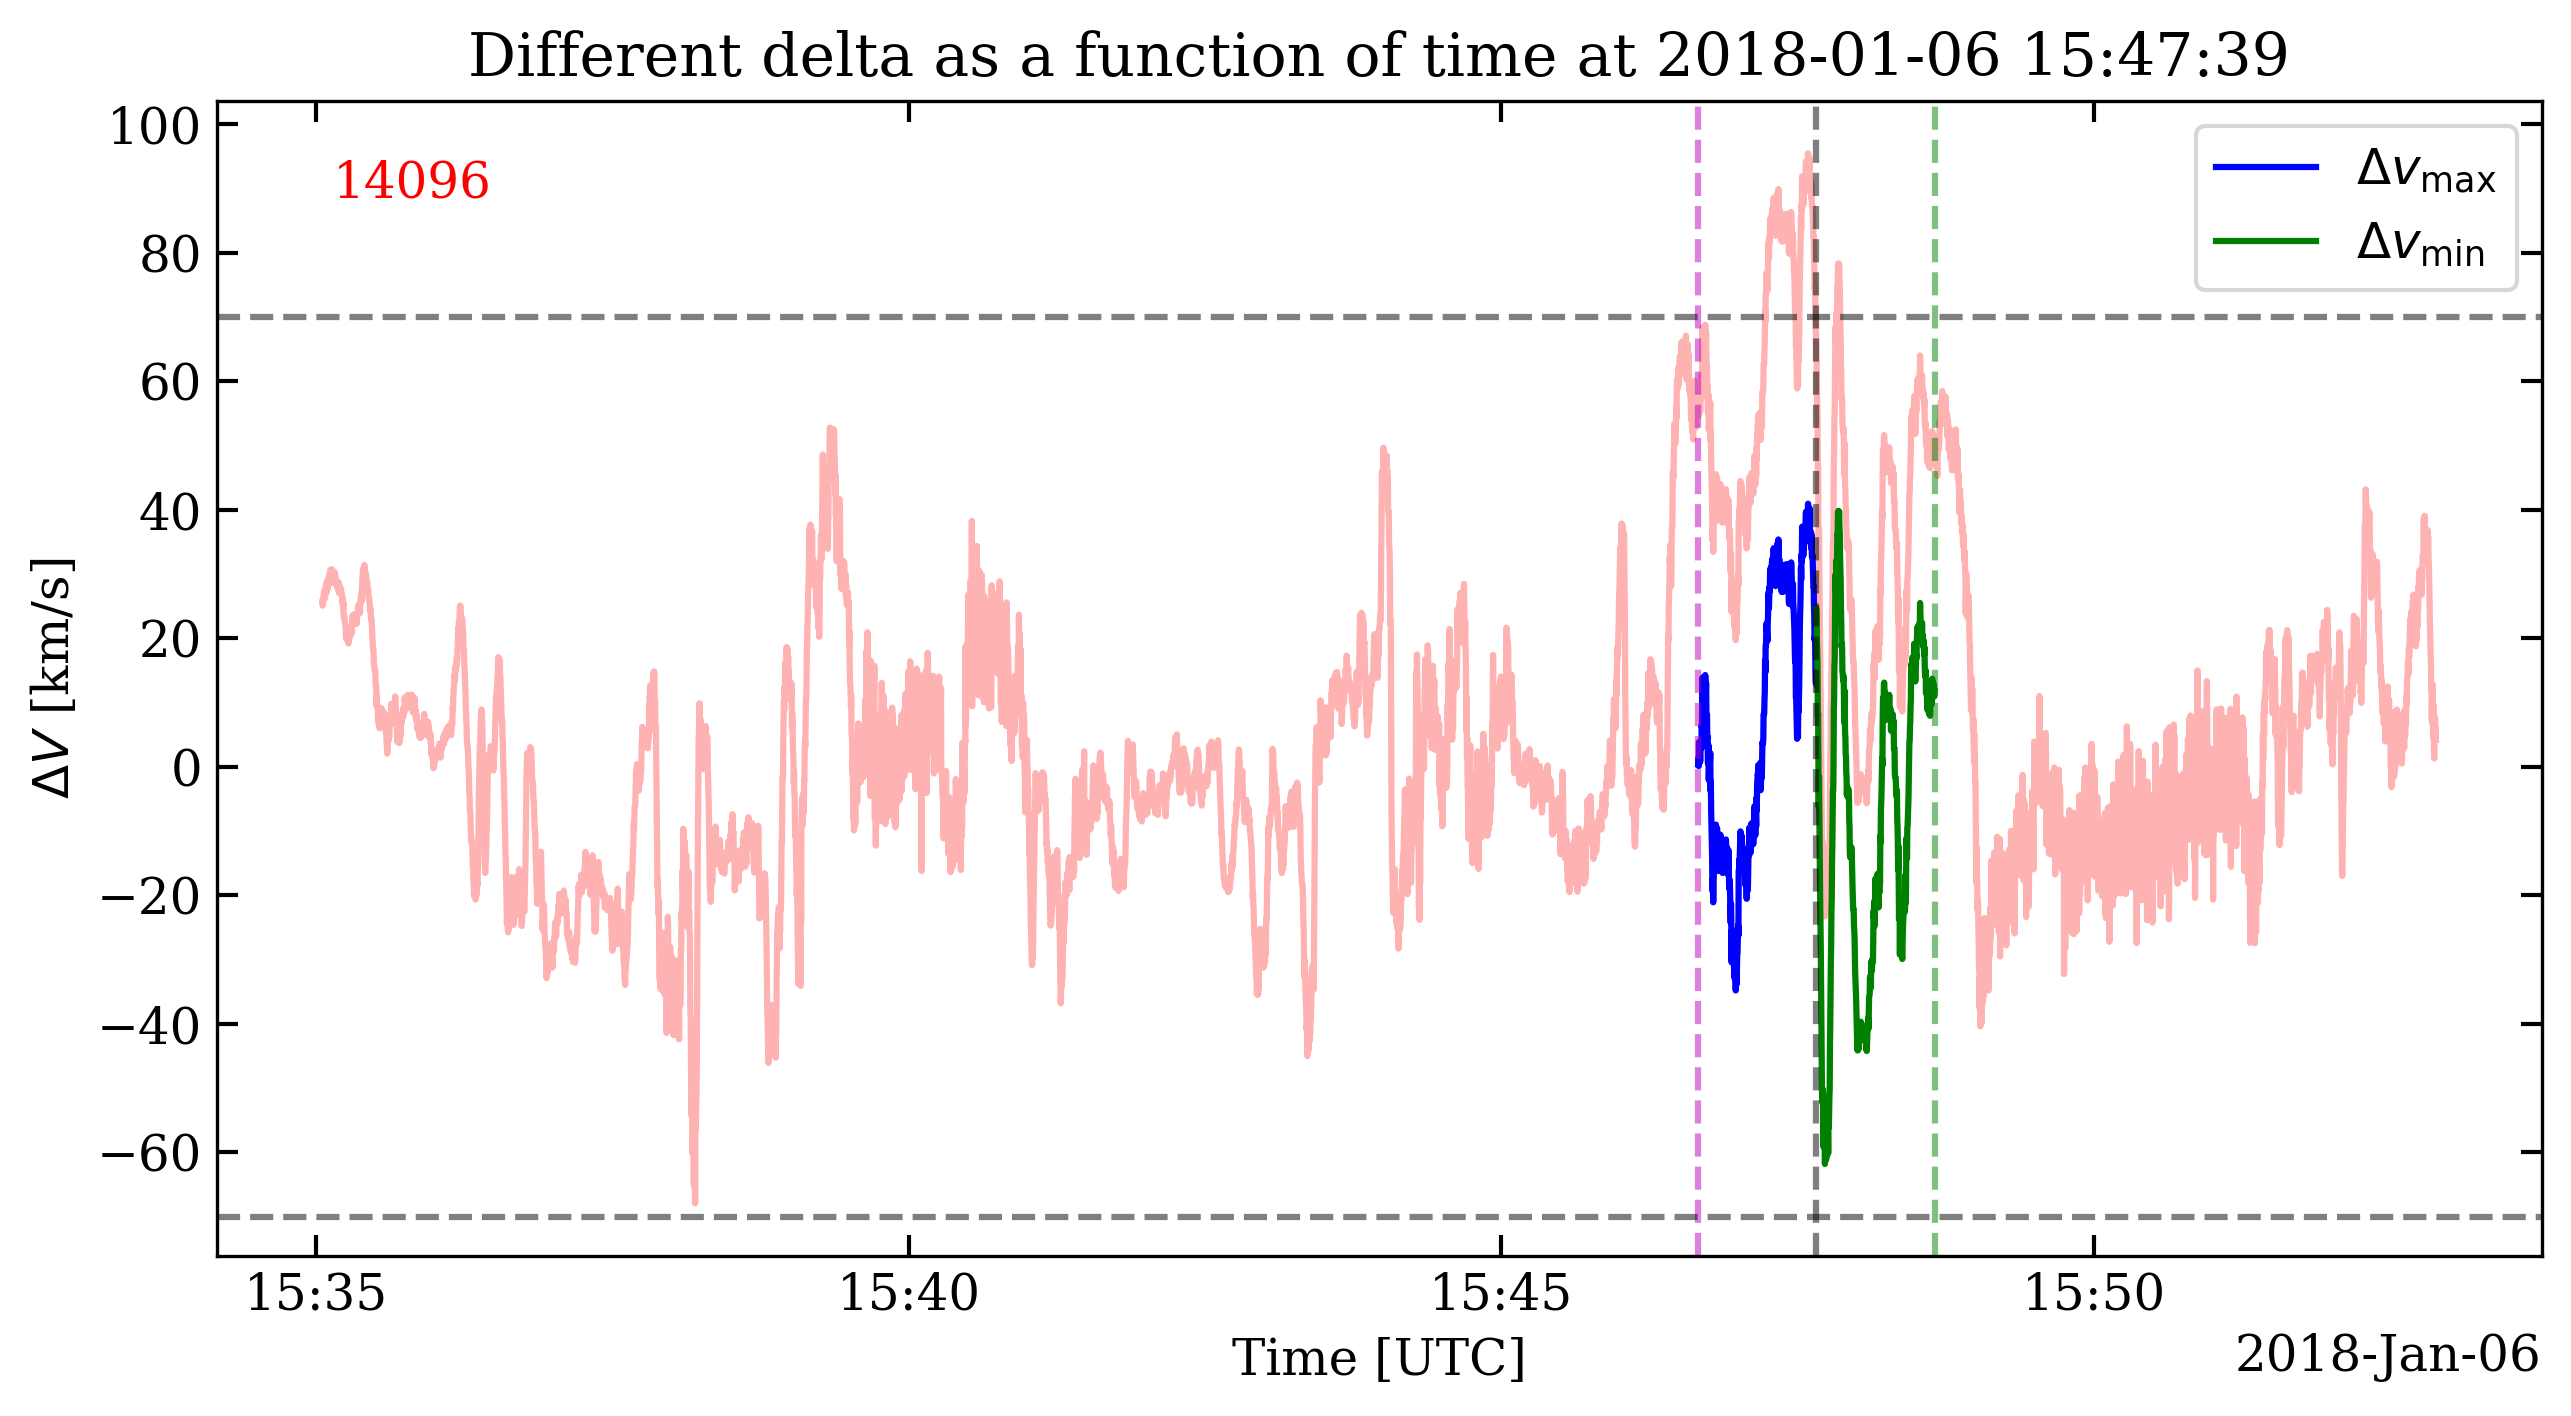 Different delta as a function of time at 2018-01-06 15:47:39
14096
Δv_max
Δv_min
100
80
60
40
20
0
−20
−40
−60
ΔV [km/s]
15:35 15:40 15:45 15:50
Time [UTC]
2018-Jan-06